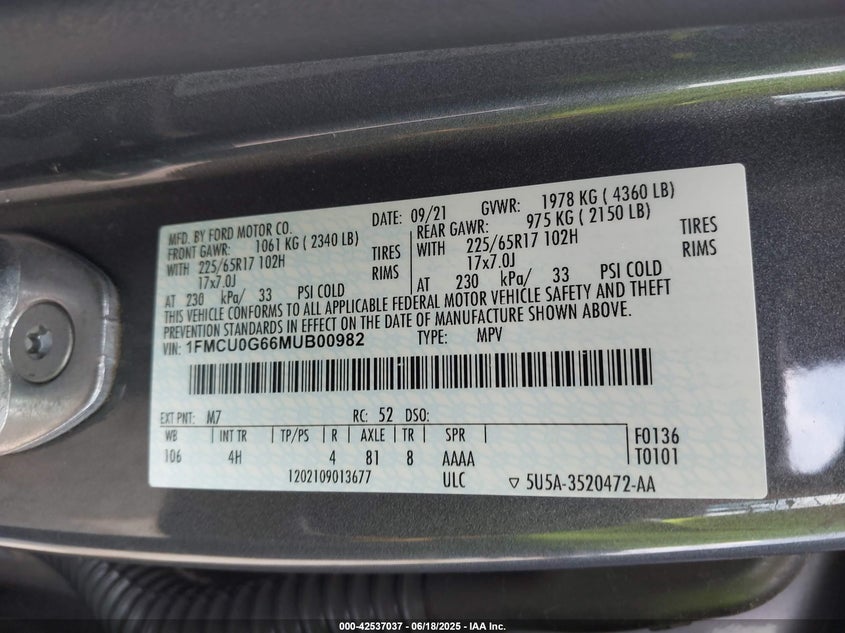 MFD. BY FORD MOTOR CO.
DATE: 09/21 GVWR: 1978 KG ( 4360 LB)
FRONT GAWR: 1061 KG ( 2340 LB)
WITH 225/65R17 102H TIRES
17x7.0J RIMS
AT 230 kPa/ 33 PSI COLD
REAR GAWR: 975 KG ( 2150 LB)
WITH 225/65R17 102H TIRES
17x7.0J RIMS
AT 230 kPa/ 33 PSI COLD
THIS VEHICLE CONFORMS TO ALL APPLICABLE FEDERAL MOTOR VEHICLE SAFETY AND THEFT
PREVENTION STANDARDS IN EFFECT ON THE DATE OF MANUFACTURE SHOWN ABOVE.
VIN: 1FMCU0G66MUB00982 TYPE: MPV
EXT PNT: M7 RC: 52 DSO:
WB INT TR TP/PS R AXLE TR SPR F0136
106 4H 4 81 8 AAAA T0101
1202109013677 ULC ▽ 5U5A-3520472-AA
000-42537037 - 06/18/2025 - IAA Inc.